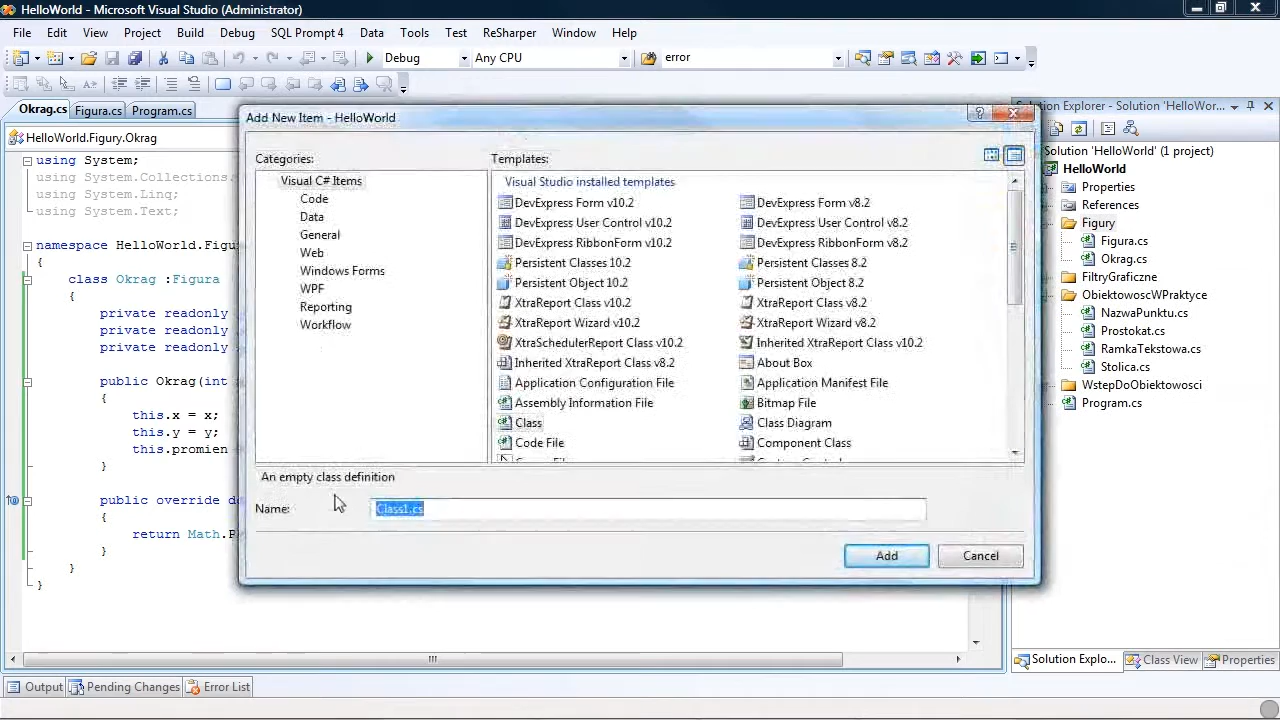 HelloWorld - Microsoft Visual Studio (Administrator)
File Edit View Project Build Debug SQL Prompt 4 Data Tools Test ReSharper Window Help
Debug Any CPU error
Okrag.cs Figura.cs Program.cs
HelloWorld.Figury.Okrag
using System;
using System.Collections.
using System.Linq;
using System.Text;
namespace HelloWorld.Figu
{
class Okrag :Figura
{
private readonly
private readonly
private readonly
public Okrag(int
{
this.x = x;
this.y = y;
this.promien
}
public override do
{
return Math.P
}
}
}
Add New Item - HelloWorld
Categories:
Visual C# Items
Code
Data
General
Web
Windows Forms
WPF
Reporting
Workflow
Templates:
Visual Studio installed templates
DevExpress Form v10.2 DevExpress Form v8.2
DevExpress User Control v10.2 DevExpress User Control v8.2
DevExpress RibbonForm v10.2 DevExpress RibbonForm v8.2
Persistent Classes 10.2 Persistent Classes 8.2
Persistent Object 10.2 Persistent Object 8.2
XtraReport Class v10.2 XtraReport Class v8.2
XtraReport Wizard v10.2 XtraReport Wizard v8.2
XtraSchedulerReport Class v10.2 Inherited XtraReport Class v10.2
Inherited XtraReport Class v8.2 About Box
Application Configuration File Application Manifest File
Assembly Information File Bitmap File
Class Class Diagram
Code File Component Class
An empty class definition
Name: Class1.cs
Add Cancel
Solution Explorer - Solution 'HelloWor...
Solution 'HelloWorld' (1 project)
HelloWorld
Properties
References
Figury
Figura.cs
Okrag.cs
FiltryGraficzne
ObiektowoscWPraktyce
NazwaPunktu.cs
Prostokat.cs
RamkaTekstowa.cs
Stolica.cs
WstepDoObiektowosci
Program.cs
Solution Explo... Class View Properties
Output Pending Changes Error List